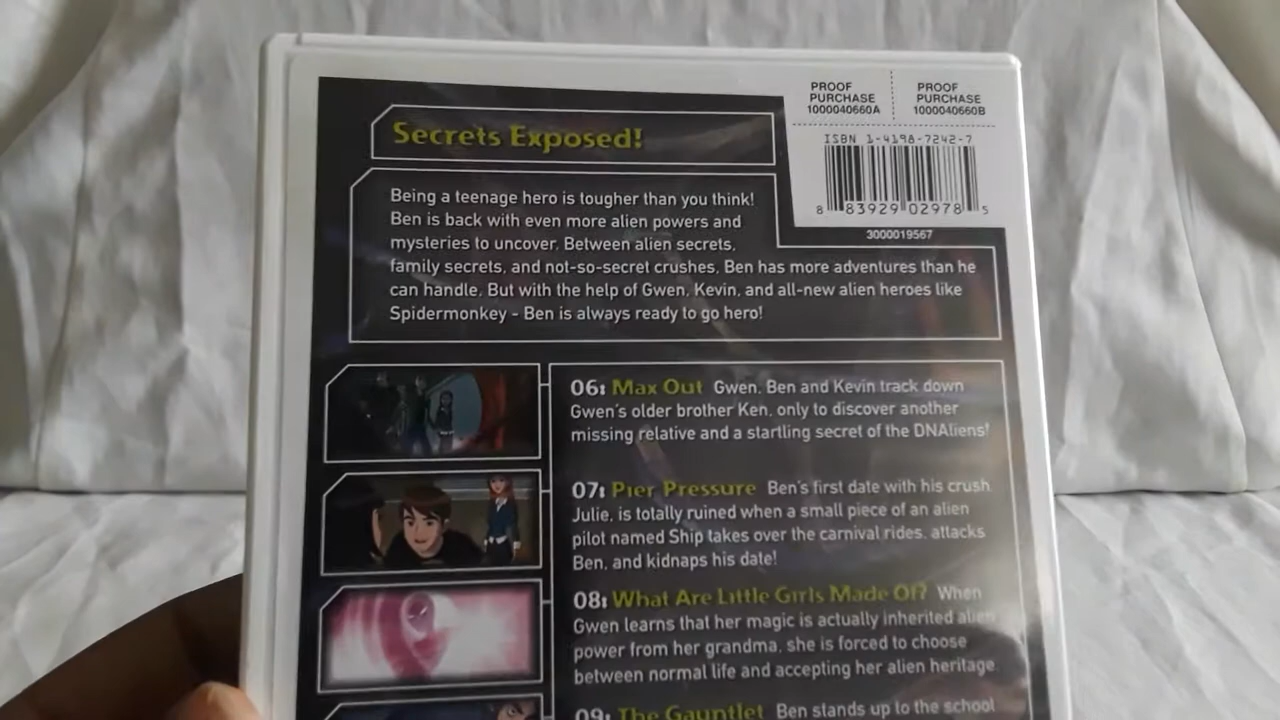 PROOF
PURCHASE
1000040660A
PROOF
PURCHASE
1000040660B
ISBN 1-4198-7242-7
8 83929 02978 5
3000019567
Secrets Exposed!
Being a teenage hero is tougher than you think!
Ben is back with even more alien powers and
mysteries to uncover. Between alien secrets,
family secrets, and not-so-secret crushes, Ben has more adventures than he
can handle. But with the help of Gwen, Kevin, and all-new alien heroes like
Spidermonkey - Ben is always ready to go hero!
06: Max Out Gwen, Ben and Kevin track down
Gwen's older brother Ken, only to discover another
missing relative and a startling secret of the DNAliens!
07: Pier Pressure Ben's first date with his crush
Julie, is totally ruined when a small piece of an alien
pilot named Ship takes over the carnival rides, attacks
Ben, and kidnaps his date!
08: What Are Little Girls Made Of? When
Gwen learns that her magic is actually inherited alien
power from her grandma, she is forced to choose
between normal life and accepting her alien heritage.
09: The Gauntlet Ben stands up to the school